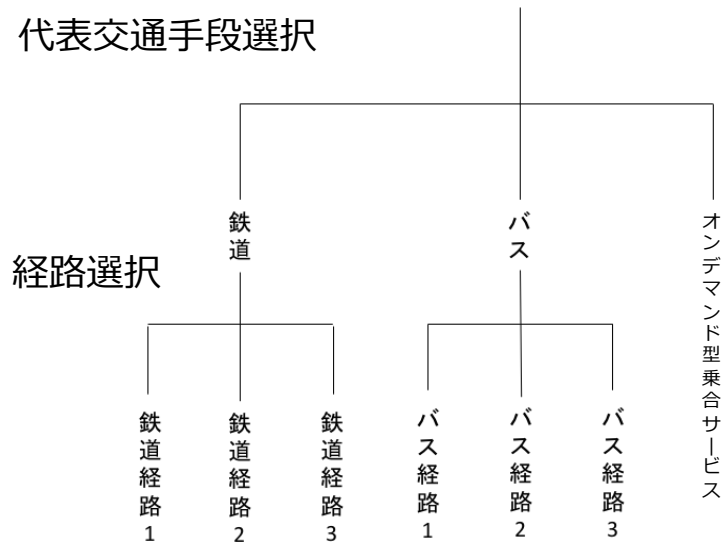 代表交通手段選択
鉄道
バス
オンデマンド型乗合サービス
経路選択
鉄道経路1
鉄道経路2
鉄道経路3
バス経路1
バス経路2
バス経路3